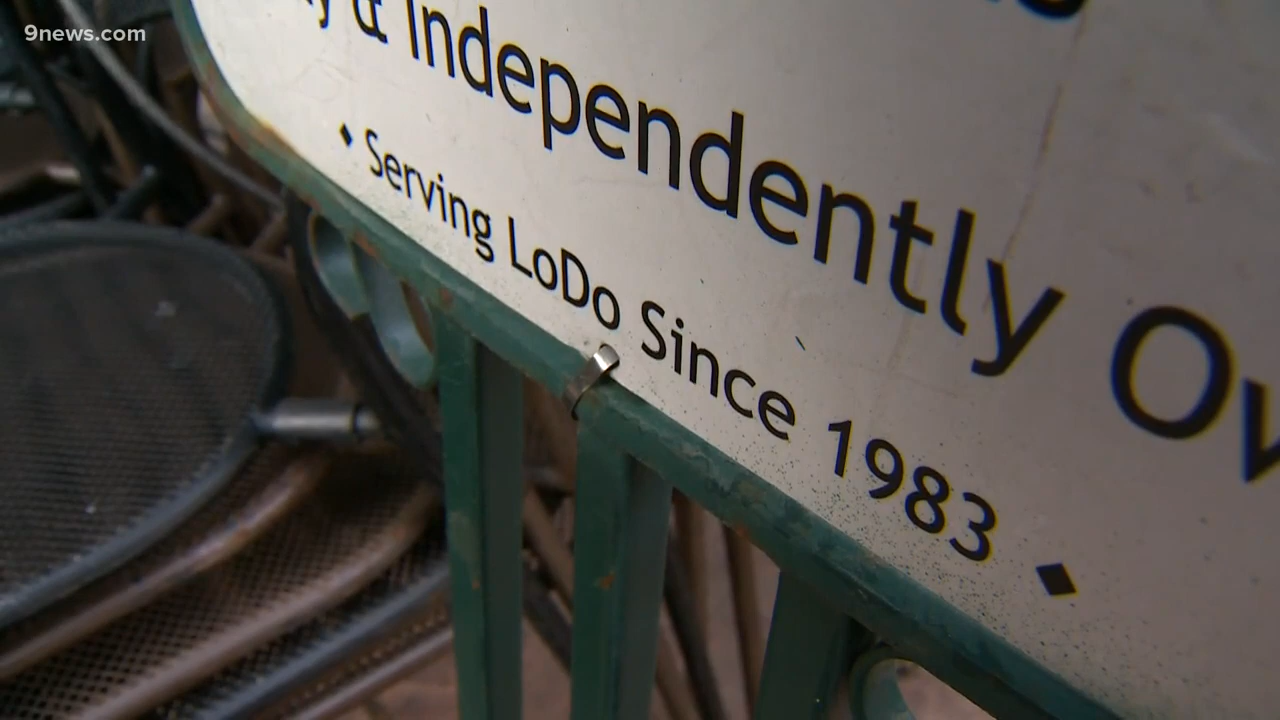 9news.com
& Independently
♦ Serving LoDo Since 1983 ♦